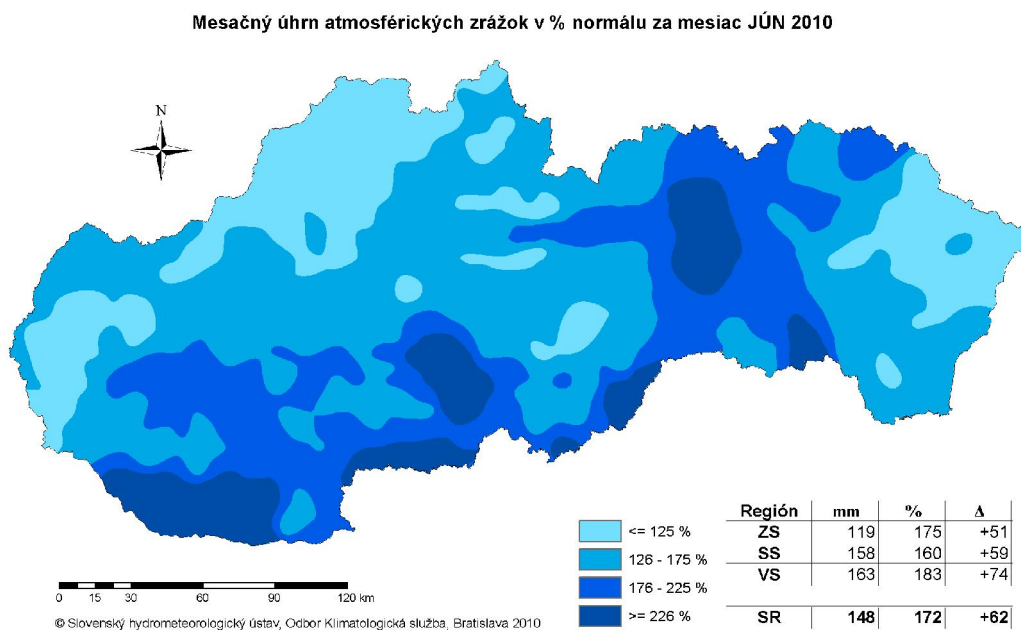 Mesačný úhrn atmosférických zrážok v % normálu za mesiac JÚN 2010
N
<= 125 %
126 - 175 %
176 - 225 %
>= 226 %
Región mm % Δ
ZS 119 175 +51
SS 158 160 +59
VS 163 183 +74
SR 148 172 +62
0 15 30 60 90 120 km
© Slovenský hydrometeorologický ústav, Odbor Klimatologická služba, Bratislava 2010